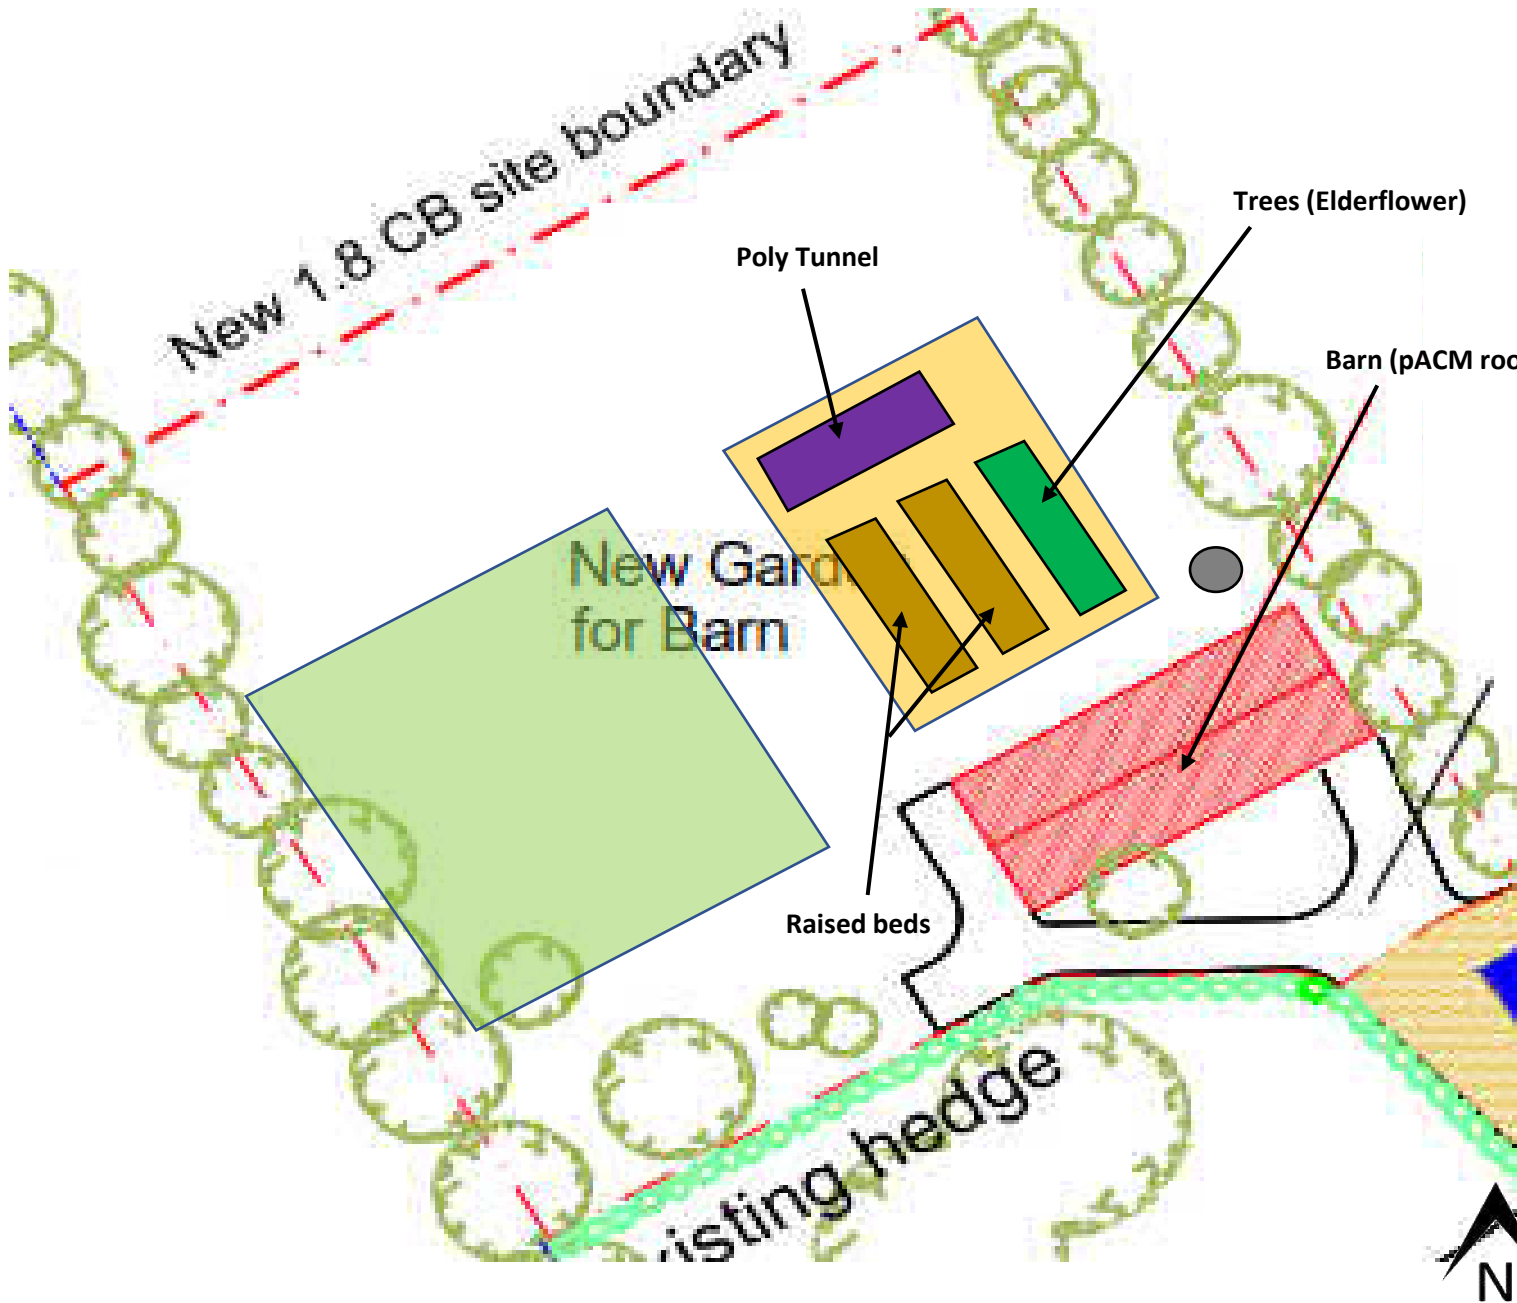 New 1.8 CB site boundary
Trees (Elderflower)
Poly Tunnel
Barn (pACM roo
New Gard
for Barn
Raised beds
xisting hedge
N